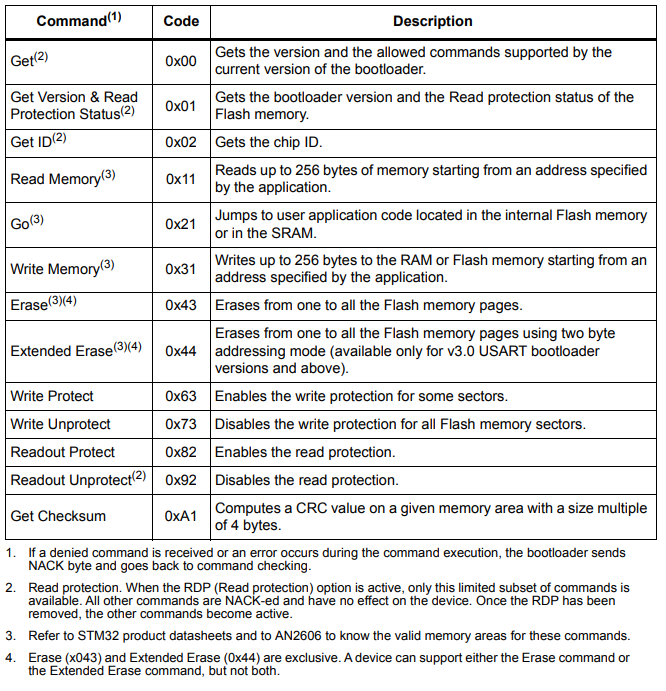 Command(1) Code Description
Get(2) 0x00 Gets the version and the allowed commands supported by the
current version of the bootloader.
Get Version & Read
Protection Status(2) 0x01 Gets the bootloader version and the Read protection status of the
Flash memory.
Get ID(2) 0x02 Gets the chip ID.
Read Memory(3) 0x11 Reads up to 256 bytes of memory starting from an address specified
by the application.
Go(3) 0x21 Jumps to user application code located in the internal Flash memory
or in the SRAM.
Write Memory(3) 0x31 Writes up to 256 bytes to the RAM or Flash memory starting from an
address specified by the application.
Erase(3)(4) 0x43 Erases from one to all the Flash memory pages.
Extended Erase(3)(4) 0x44 Erases from one to all the Flash memory pages using two byte
addressing mode (available only for v3.0 USART bootloader
versions and above).
Write Protect 0x63 Enables the write protection for some sectors.
Write Unprotect 0x73 Disables the write protection for all Flash memory sectors.
Readout Protect 0x82 Enables the read protection.
Readout Unprotect(2) 0x92 Disables the read protection.
Get Checksum 0xA1 Computes a CRC value on a given memory area with a size multiple
of 4 bytes.
1. If a denied command is received or an error occurs during the command execution, the bootloader sends
NACK byte and goes back to command checking.
2. Read protection. When the RDP (Read protection) option is active, only this limited subset of commands is
available. All other commands are NACK-ed and have no effect on the device. Once the RDP has been
removed, the other commands become active.
3. Refer to STM32 product datasheets and to AN2606 to know the valid memory areas for these commands.
4. Erase (x043) and Extended Erase (0x44) are exclusive. A device can support either the Erase command or
the Extended Erase command, but not both.